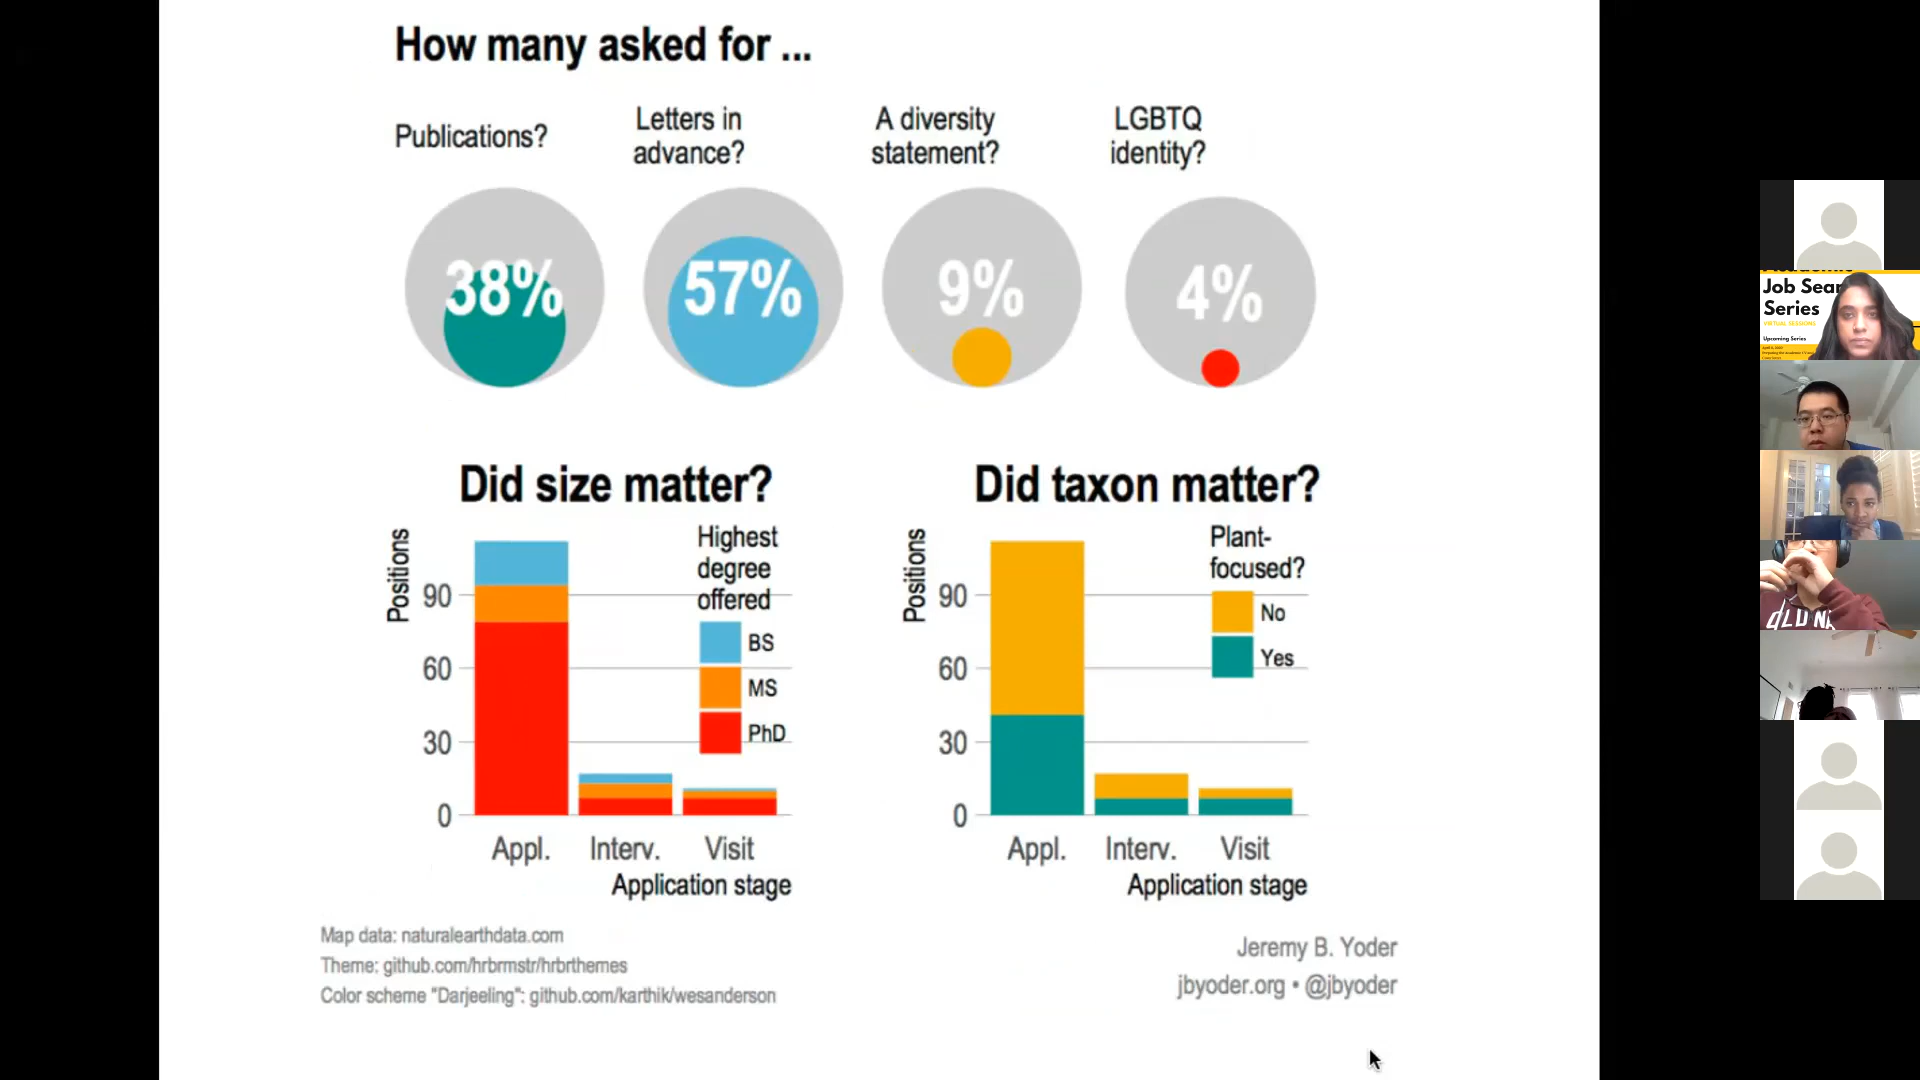 How many asked for ...
Publications?
Letters in
advance?
A diversity
statement?
LGBTQ
identity?
38%
57%
9%
4%
Did size matter?
Positions
90
60
30
0
Highest
degree
offered
BS
MS
PhD
Appl.
Interv.
Visit
Application stage
Did taxon matter?
Positions
90
60
30
0
Plant-
focused?
No
Yes
Appl.
Interv.
Visit
Application stage
Map data: naturalearthdata.com
Theme: github.com/hrbrmstr/hrbrthemes
Color scheme "Darjeeling": github.com/karthik/wesanderson
Jeremy B. Yoder
jbyoder.org • @jbyoder
Job Sear
Series
VIRTUAL SESSIONS
Upcoming Series